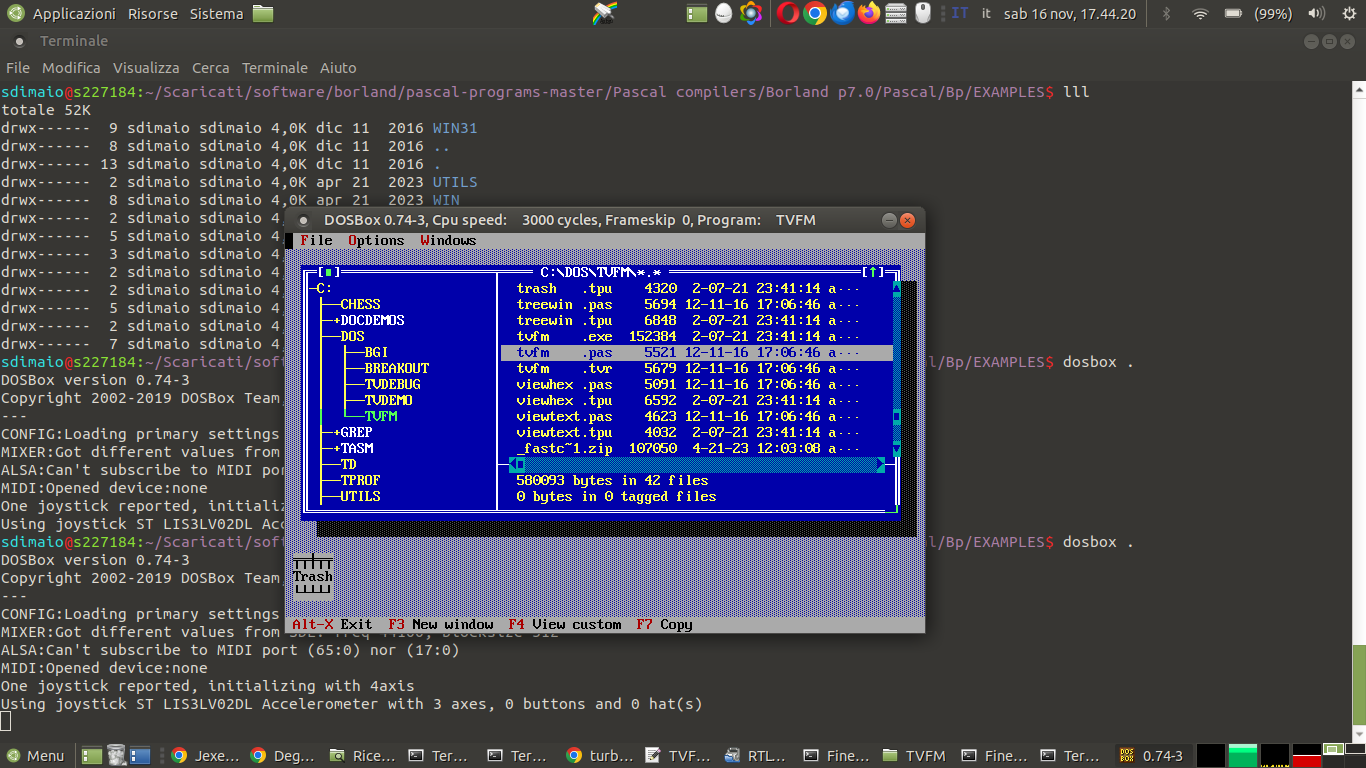 Applicazioni Risorse Sistema
IT it sab 16 nov, 17.44.20 (99%)
Terminale
File Modifica Visualizza Cerca Terminale Aiuto
sdimaio@s227184:~/Scaricati/software/borland/pascal-programs-master/Pascal compilers/Borland p7.0/Pascal/Bp/EXAMPLES$ lll
totale 52K
drwx------ 9 sdimaio sdimaio 4,0K dic 11 2016 WIN31
drwx------ 8 sdimaio sdimaio 4,0K dic 11 2016 ..
drwx------ 13 sdimaio sdimaio 4,0K dic 11 2016 .
drwx------ 2 sdimaio sdimaio 4,0K apr 21 2023 UTILS
drwx------ 8 sdimaio sdimaio 4,0K apr 21 2023 WIN
drwx------ 2 sdimaio sdimaio 4,0K
drwx------ 5 sdimaio sdimaio 4,0K
drwx------ 3 sdimaio sdimaio 4,0K
drwx------ 2 sdimaio sdimaio 4,0K
drwx------ 2 sdimaio sdimaio 4,0K
drwx------ 5 sdimaio sdimaio 4,0K
drwx------ 2 sdimaio sdimaio 4,0K
drwx------ 7 sdimaio sdimaio 4,0K
sdimaio@s227184:~/Scaricati/sof l/Bp/EXAMPLES$ dosbox .
DOSBox version 0.74-3
Copyright 2002-2019 DOSBox Team,
---
CONFIG:Loading primary settings
MIXER:Got different values from
ALSA:Can't subscribe to MIDI por
MIDI:Opened device:none
One joystick reported, initializ
Using joystick ST LIS3LV02DL Acc
sdimaio@s227184:~/Scaricati/sof l/Bp/EXAMPLES$ dosbox .
DOSBox version 0.74-3
Copyright 2002-2019 DOSBox Team,
---
CONFIG:Loading primary settings
MIXER:Got different values from
ALSA:Can't subscribe to MIDI port (65:0) nor (17:0)
MIDI:Opened device:none
One joystick reported, initializing with 4axis
Using joystick ST LIS3LV02DL Accelerometer with 3 axes, 0 buttons and 0 hat(s)
DOSBox 0.74-3, Cpu speed: 3000 cycles, Frameskip 0, Program: TVFM
File Options Windows
C:\DOS\TVFM\*.*
C:
CHESS
+DOCDEMOS
DOS
BGI
BREAKOUT
TVDEBUG
TVDEMO
TVFM
+GREP
+TASM
TD
TPROF
UTILS
trash .tpu 4320 2-07-21 23:41:14 a···
treewin .pas 5694 12-11-16 17:06:46 a···
treewin .tpu 6848 2-07-21 23:41:14 a···
tvfm .exe 152384 2-07-21 23:41:14 a···
tvfm .pas 5521 12-11-16 17:06:46 a···
tvfm .tvr 5679 12-11-16 17:06:46 a···
viewhex .pas 5091 12-11-16 17:06:46 a···
viewhex .tpu 6592 2-07-21 23:41:14 a···
viewtext.pas 4623 12-11-16 17:06:46 a···
viewtext.tpu 4032 2-07-21 23:41:14 a···
_fastc~1.zip 107050 4-21-23 12:03:08 a···
580093 bytes in 42 files
0 bytes in 0 tagged files
Trash
Alt-X Exit F3 New window F4 View custom F7 Copy
Menu Jexe... Deg... Rice... Ter... Ter... turb... TVF... RTL... Fine... TVFM Fine... Ter... DOS BOX 0.74-3